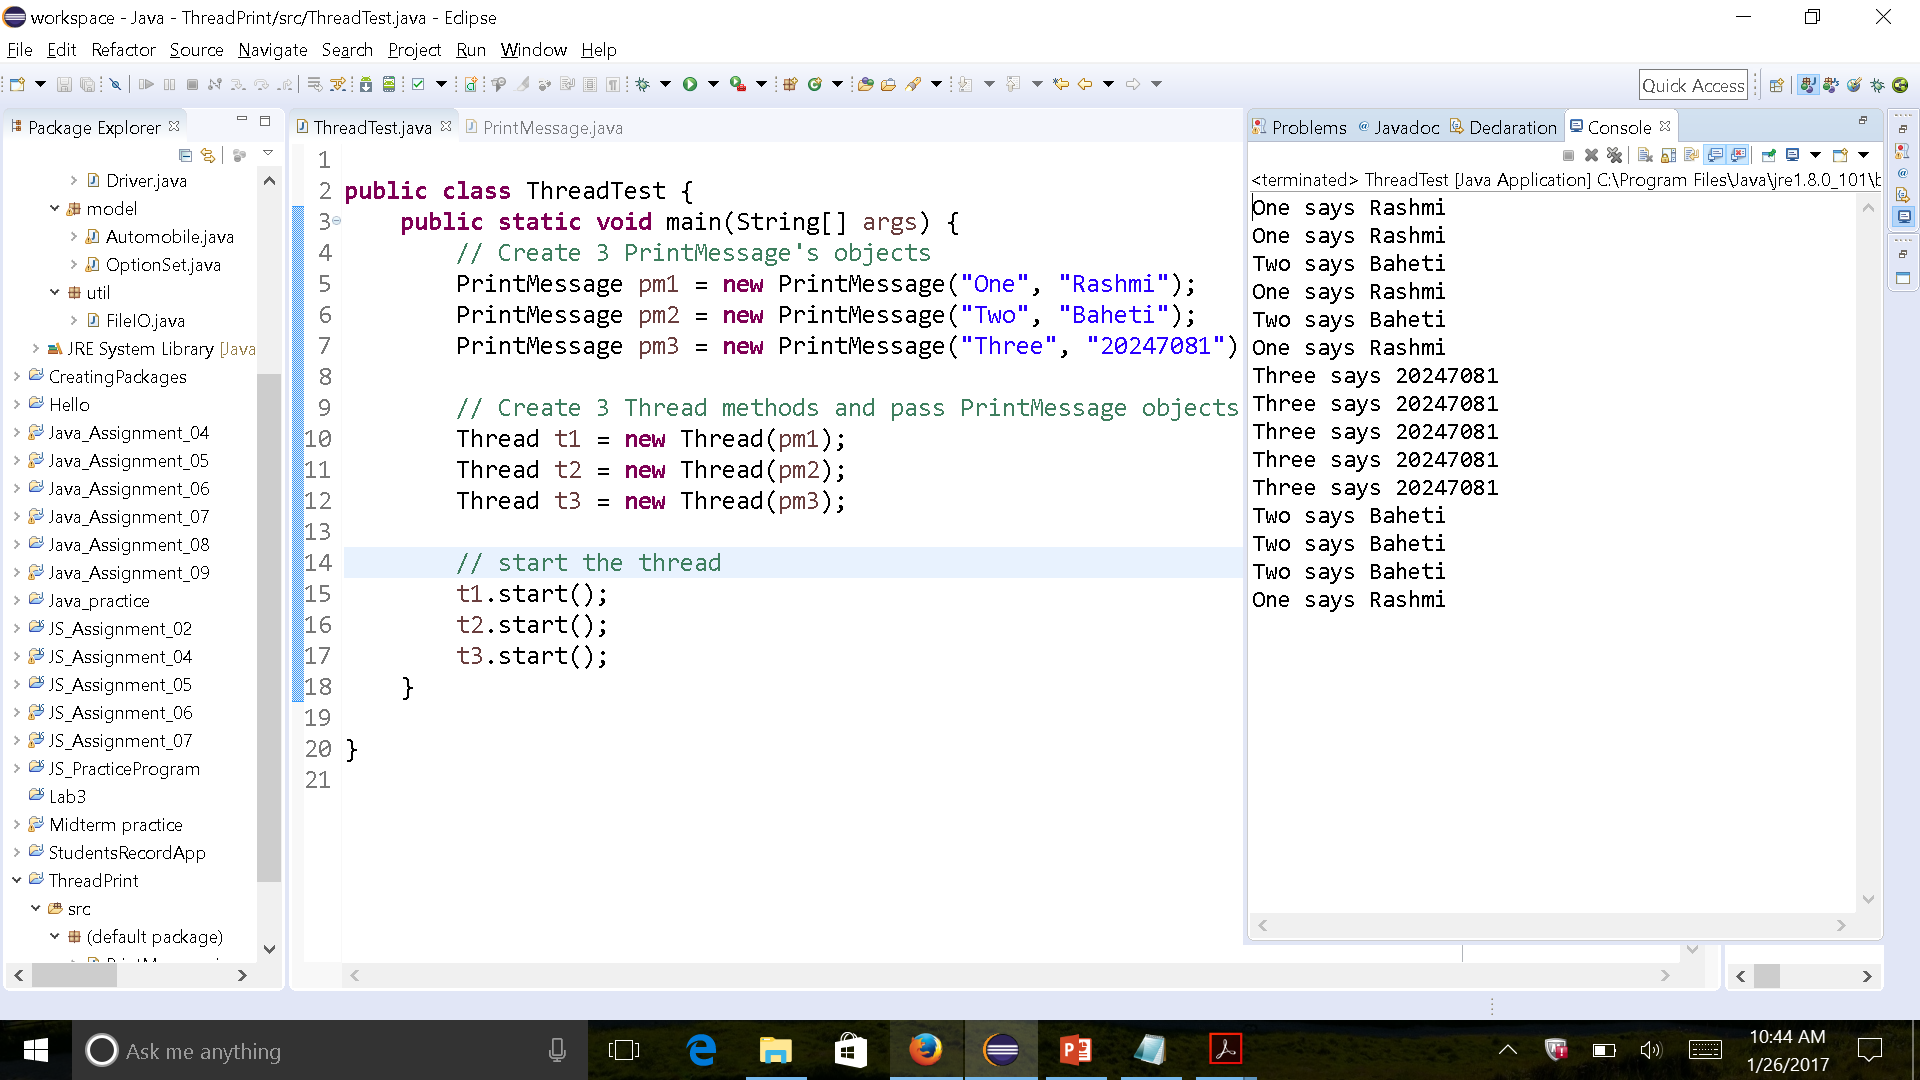 workspace - Java - ThreadPrint/src/ThreadTest.java - Eclipse
File Edit Refactor Source Navigate Search Project Run Window Help
Quick Access
Package Explorer
Driver.java
model
Automobile.java
OptionSet.java
util
FileIO.java
JRE System Library [Java
CreatingPackages
Hello
Java_Assignment_04
Java_Assignment_05
Java_Assignment_06
Java_Assignment_07
Java_Assignment_08
Java_Assignment_09
Java_practice
JS_Assignment_02
JS_Assignment_04
JS_Assignment_05
JS_Assignment_06
JS_Assignment_07
JS_PracticeProgram
Lab3
Midterm practice
StudentsRecordApp
ThreadPrint
src
(default package)
ThreadTest.java PrintMessage.java
1
2 public class ThreadTest {
3 public static void main(String[] args) {
4 // Create 3 PrintMessage's objects
5 PrintMessage pm1 = new PrintMessage("One", "Rashmi");
6 PrintMessage pm2 = new PrintMessage("Two", "Baheti");
7 PrintMessage pm3 = new PrintMessage("Three", "20247081")
8
9 // Create 3 Thread methods and pass PrintMessage objects
10 Thread t1 = new Thread(pm1);
11 Thread t2 = new Thread(pm2);
12 Thread t3 = new Thread(pm3);
13
14 // start the thread
15 t1.start();
16 t2.start();
17 t3.start();
18 }
19
20 }
21
Problems Javadoc Declaration Console
<terminated> ThreadTest [Java Application] C:\Program Files\Java\jre1.8.0_101\b
One says Rashmi
One says Rashmi
Two says Baheti
One says Rashmi
Two says Baheti
One says Rashmi
Three says 20247081
Three says 20247081
Three says 20247081
Three says 20247081
Three says 20247081
Two says Baheti
Two says Baheti
Two says Baheti
One says Rashmi
Ask me anything
10:44 AM
1/26/2017